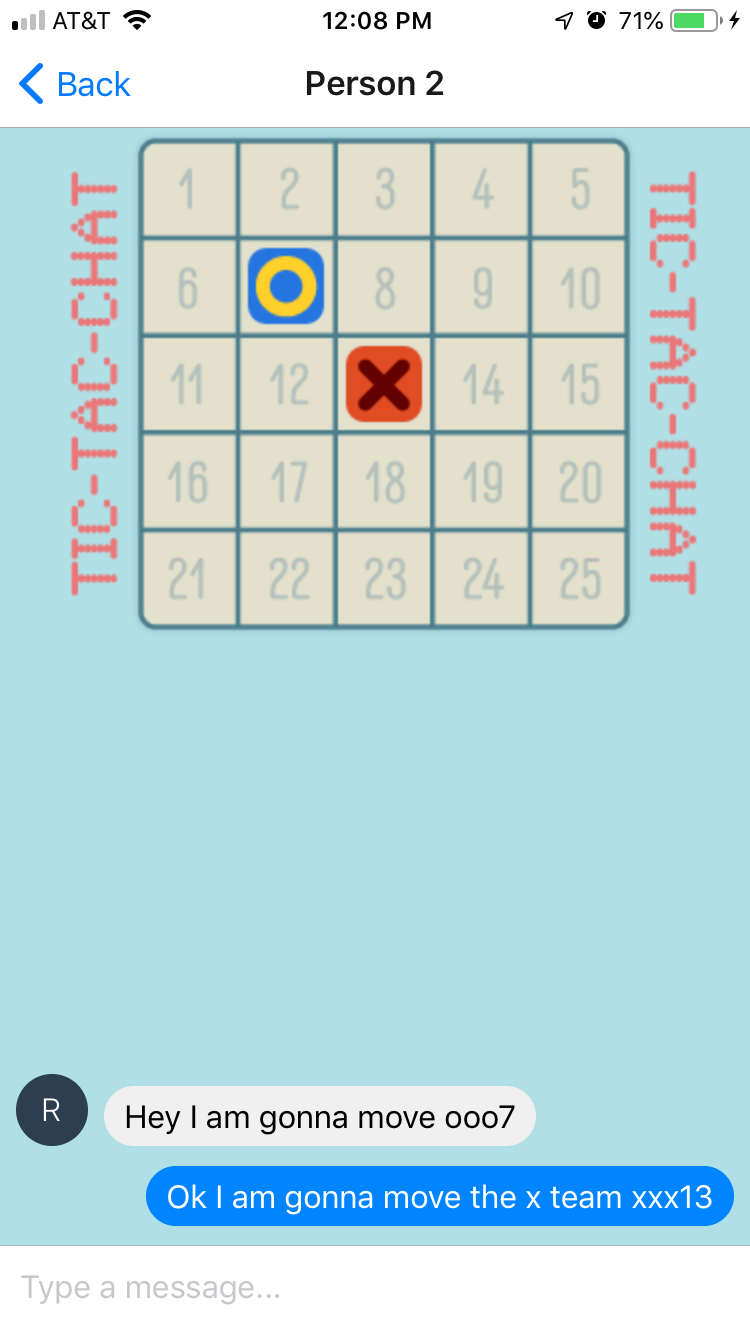 AT&T 12:08 PM 71%
Back Person 2
TIC-TAC-CHAT
1 2 3 4 5
6 8 9 10
11 12 14 15
16 17 18 19 20
21 22 23 24 25
TIC-TAC-CHAT
R
Hey I am gonna move ooo7
Ok I am gonna move the x team xxx13
Type a message...